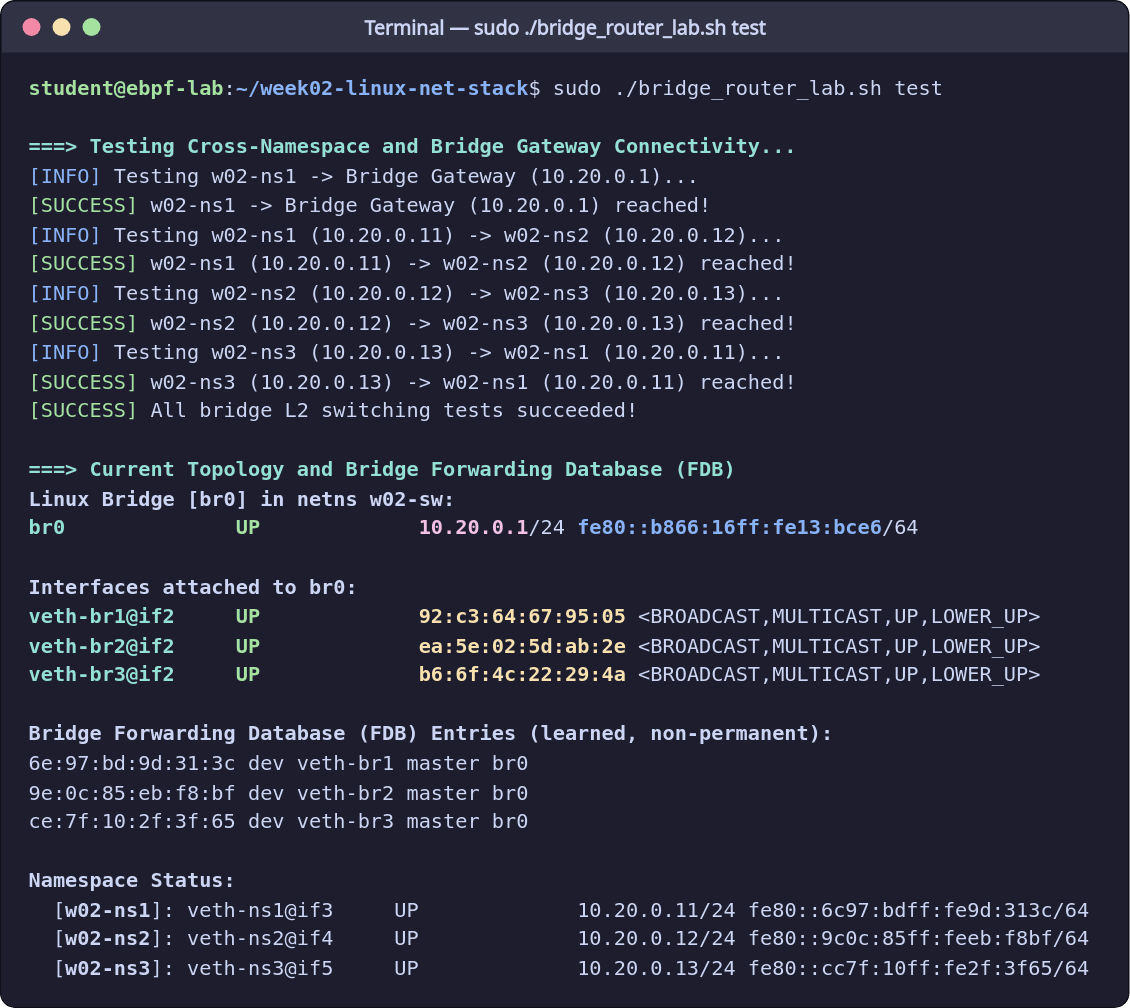 Terminal — sudo ./bridge_router_lab.sh test
student@ebpf-lab:~/week02-linux-net-stack$ sudo ./bridge_router_lab.sh test
===> Testing Cross-Namespace and Bridge Gateway Connectivity...
[INFO] Testing w02-ns1 -> Bridge Gateway (10.20.0.1)...
[SUCCESS] w02-ns1 -> Bridge Gateway (10.20.0.1) reached!
[INFO] Testing w02-ns1 (10.20.0.11) -> w02-ns2 (10.20.0.12)...
[SUCCESS] w02-ns1 (10.20.0.11) -> w02-ns2 (10.20.0.12) reached!
[INFO] Testing w02-ns2 (10.20.0.12) -> w02-ns3 (10.20.0.13)...
[SUCCESS] w02-ns2 (10.20.0.12) -> w02-ns3 (10.20.0.13) reached!
[INFO] Testing w02-ns3 (10.20.0.13) -> w02-ns1 (10.20.0.11)...
[SUCCESS] w02-ns3 (10.20.0.13) -> w02-ns1 (10.20.0.11) reached!
[SUCCESS] All bridge L2 switching tests succeeded!
===> Current Topology and Bridge Forwarding Database (FDB)
Linux Bridge [br0] in netns w02-sw:
br0              UP             10.20.0.1/24 fe80::b866:16ff:fe13:bce6/64
Interfaces attached to br0:
veth-br1@if2     UP             92:c3:64:67:95:05 <BROADCAST,MULTICAST,UP,LOWER_UP>
veth-br2@if2     UP             ea:5e:02:5d:ab:2e <BROADCAST,MULTICAST,UP,LOWER_UP>
veth-br3@if2     UP             b6:6f:4c:22:29:4a <BROADCAST,MULTICAST,UP,LOWER_UP>
Bridge Forwarding Database (FDB) Entries (learned, non-permanent):
6e:97:bd:9d:31:3c dev veth-br1 master br0
9e:0c:85:eb:f8:bf dev veth-br2 master br0
ce:7f:10:2f:3f:65 dev veth-br3 master br0
Namespace Status:
  [w02-ns1]: veth-ns1@if3     UP             10.20.0.11/24 fe80::6c97:bdff:fe9d:313c/64
  [w02-ns2]: veth-ns2@if4     UP             10.20.0.12/24 fe80::9c0c:85ff:feeb:f8bf/64
  [w02-ns3]: veth-ns3@if5     UP             10.20.0.13/24 fe80::cc7f:10ff:fe2f:3f65/64